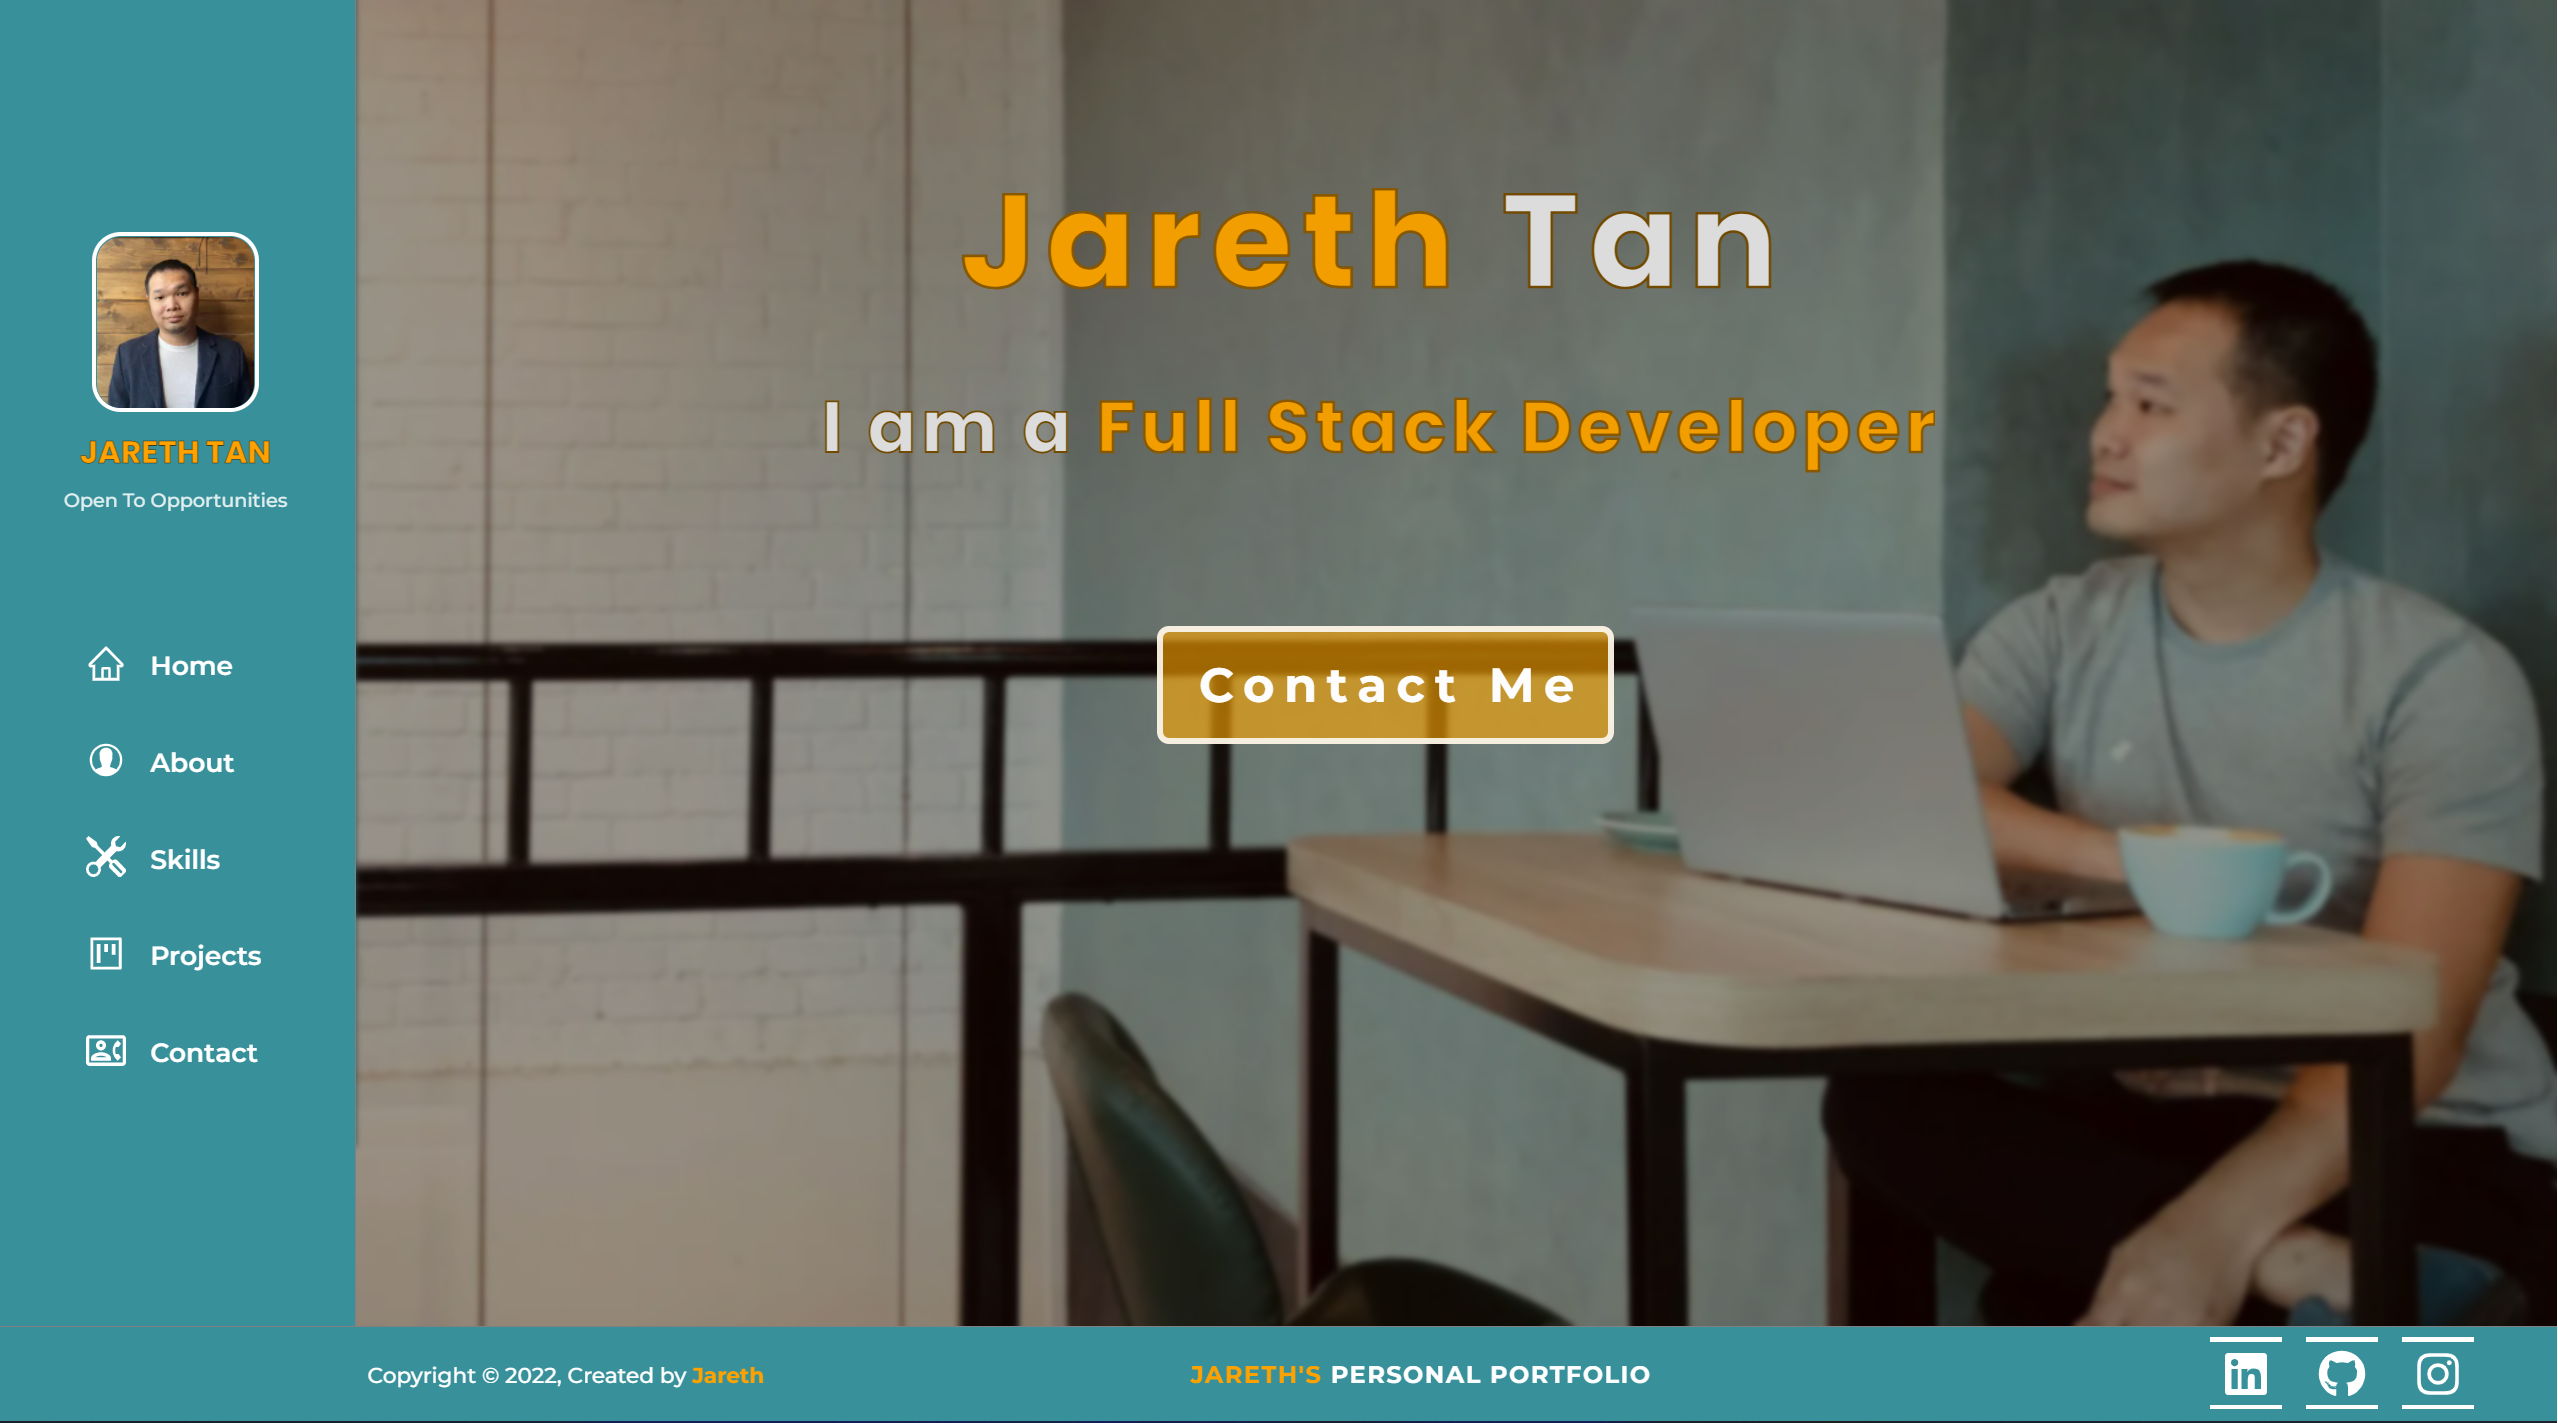 JARETH TAN
Open To Opportunities
Home
About
Skills
Projects
Contact
Jareth Tan
I am a Full Stack Developer
Contact Me
Copyright © 2022, Created by Jareth
JARETH'S PERSONAL PORTFOLIO
in